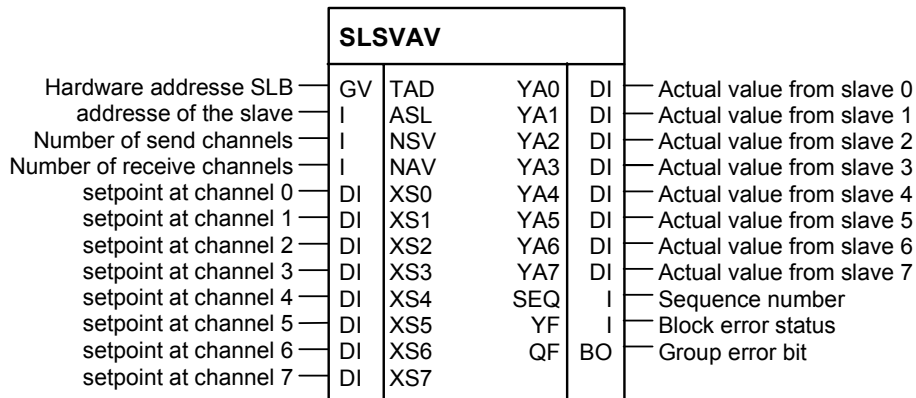 SLSVAV
Hardware addresse SLB GV TAD YA0 DI Actual value from slave 0
addresse of the slave I ASL YA1 DI Actual value from slave 1
Number of send channels I NSV YA2 DI Actual value from slave 2
Number of receive channels I NAV YA3 DI Actual value from slave 3
setpoint at channel 0 DI XS0 YA4 DI Actual value from slave 4
setpoint at channel 1 DI XS1 YA5 DI Actual value from slave 5
setpoint at channel 2 DI XS2 YA6 DI Actual value from slave 6
setpoint at channel 3 DI XS3 YA7 DI Actual value from slave 7
setpoint at channel 4 DI XS4 SEQ I Sequence number
setpoint at channel 5 DI XS5 YF I Block error status
setpoint at channel 6 DI XS6 QF BO Group error bit
setpoint at channel 7 DI XS7